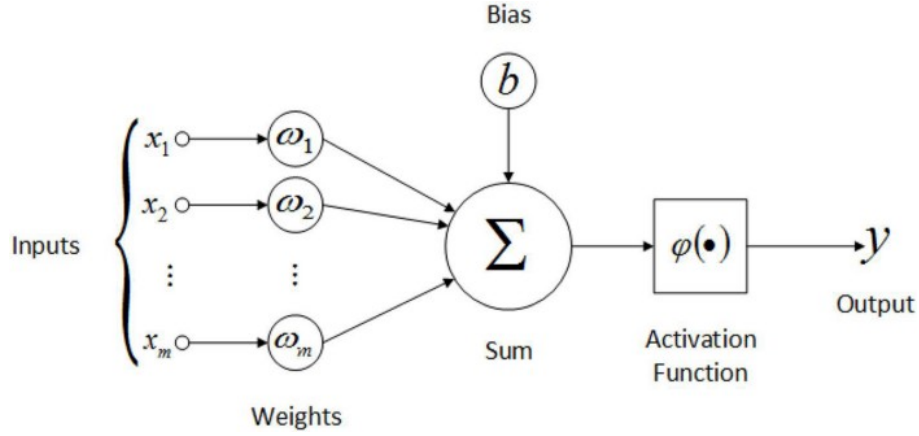 Bias
b
x₁ ω₁
x₂ ω₂
Inputs
⋮ ⋮
Σ
φ(•)
y
Output
xₘ ωₘ
Sum
Activation
Function
Weights